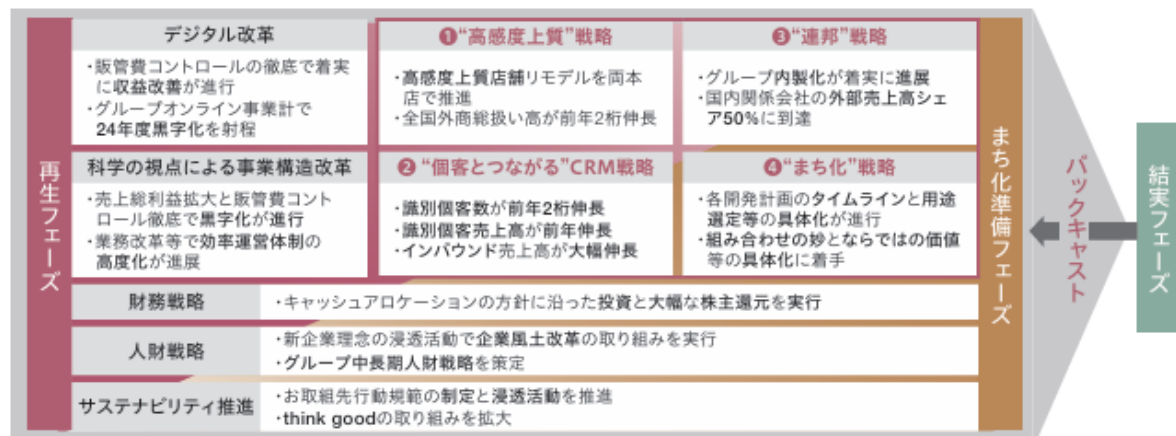 再生フェーズ
デジタル改革
・販管費コントロールの徹底で着実
に収益改善が進行
・グループオンライン事業計で
24年度黒字化を射程
❶“高感度上質”戦略
・高感度上質店舗リモデルを両本
店で推進
・全国外商総扱い高が前年2桁伸長
❸“連邦”戦略
・グループ内製化が着実に進展
・国内関係会社の外部売上高シェ
ア50%に到達
科学の視点による事業構造改革
・売上総利益拡大と販管費コント
ロール徹底で黒字化が進行
・業務改革等で効率運営体制の
高度化が進展
❷ “個客とつながる”CRM戦略
・識別個客数が前年2桁伸長
・識別個客売上高が前年伸長
・インバウンド売上高が大幅伸長
❹“まち化”戦略
・各開発計画のタイムラインと用途
選定等の具体化が進行
・組み合わせの妙とならではの価値
等の具体化に着手
財務戦略
・キャッシュアロケーションの方針に沿った投資と大幅な株主還元を実行
人財戦略
・新企業理念の浸透活動で企業風土改革の取り組みを実行
・グループ中長期人財戦略を策定
サステナビリティ推進
・お取組先行動規範の制定と浸透活動を推進
・think goodの取り組みを拡大
まち化準備フェーズ
バックキャスト
結実フェーズ